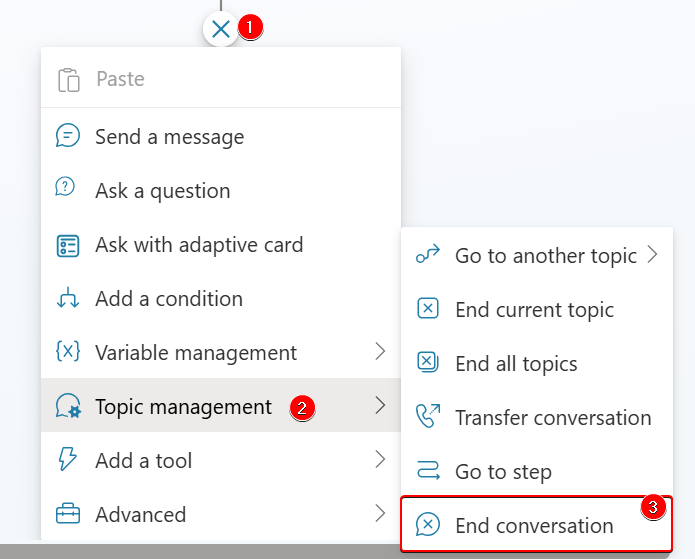 1
Paste
Send a message
Ask a question
Ask with adaptive card
Add a condition
Variable management
Topic management 2
Add a tool
Advanced
Go to another topic
End current topic
End all topics
Transfer conversation
Go to step
3
End conversation